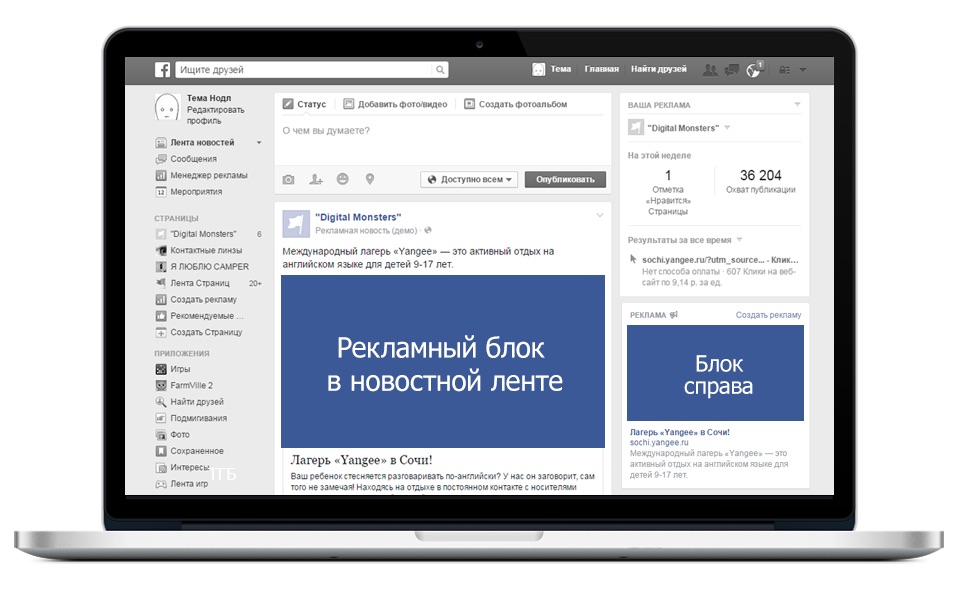 f
Ищите друзей
Тема
Главная
Найти друзей
1
Тема Нодл
Редактировать
профиль
Лента новостей
Сообщения
Менеджер рекламы
12 Мероприятия
СТРАНИЦЫ
"Digital Monsters" 6
Контактные линзы
Я ЛЮБЛЮ CAMPER
Лента Страниц 20+
Создать рекламу
Рекомендуемые ...
Создать Страницу
ПРИЛОЖЕНИЯ
Игры
FarmVille 2
Найти друзей
Подмигивания
Фото
Сохраненное
Интересы
Лента игр
Статус
Добавить фото/видео
Создать фотоальбом
О чем вы думаете?
Доступно всем
Опубликовать
"Digital Monsters"
Рекламная новость (демо) ·
Международный лагерь «Yangee» — это активный отдых на
английском языке для детей 9-17 лет.
Рекламный блок
в новостной ленте
Лагерь «Yangee» в Сочи!
Ваш ребенок стесняется разговаривать по-английски? У нас он заговорит, сам
того не замечая! Находясь на отдыхе в постоянном контакте с носителями
ВАША РЕКЛАМА
"Digital Monsters"
На этой неделе
1
Отметка
«Нравится»
Страницы
36 204
Охват публикации
Результаты за все время
sochi.yangee.ru/?utm_source... - Клик...
Нет способа оплаты · 607 Клики на веб-
сайт по 9,14 р. за ед.
РЕКЛАМА
Создать рекламу
Блок
справа
Лагерь «Yangee» в Сочи!
sochi.yangee.ru
Международный лагерь «Yangee» — это
активный отдых на английском языке для
детей 9-17 лет.